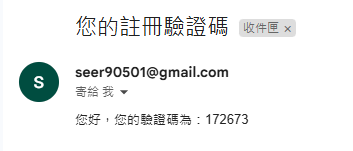 您的註冊驗證碼 收件匣 ×
S
seer90501@gmail.com
寄給 我
您好，您的驗證碼為：172673